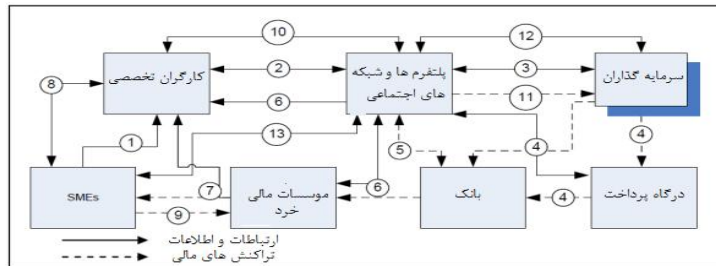 10
12
کارگران تخصصی
2
پلتفرم ها و شبکه
های اجتماعی
3
سرمایه گذاران
8
6
11
1
13
5
4
4
SMEs
7
9
موسسات مالی
خرد
6
بانک
4
درگاه پرداخت
ارتباطات و اطلاعات
تراکنش های مالی